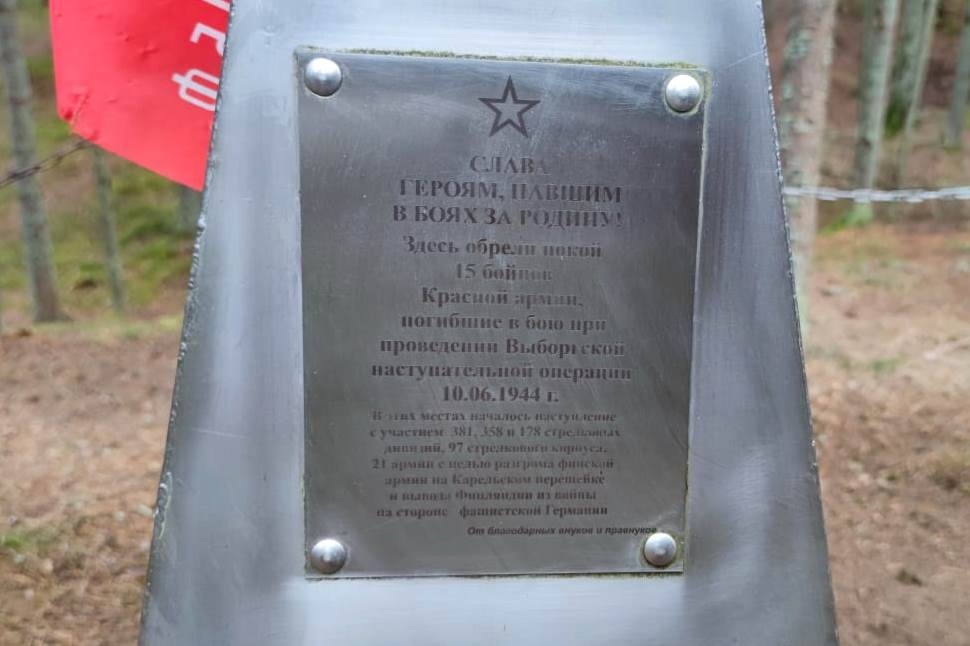 СЛАВА
ГЕРОЯМ, ПАВШИМ
В БОЯХ ЗА РОДИНУ!
Здесь обрели покой
15 бойцов
Красной армии,
погибшие в бою при
проведении Выборгской
наступательной операции
10.06.1944 г.
В этих местах началось наступление
с участием 381, 358 и 178 стрелковых
дивизий, 97 стрелкового корпуса,
21 армии с целью разгрома финской
армии на Карельском перешейке
и вывода Финляндии из войны
на стороне фашистской Германии
От благодарных внуков и правнуков